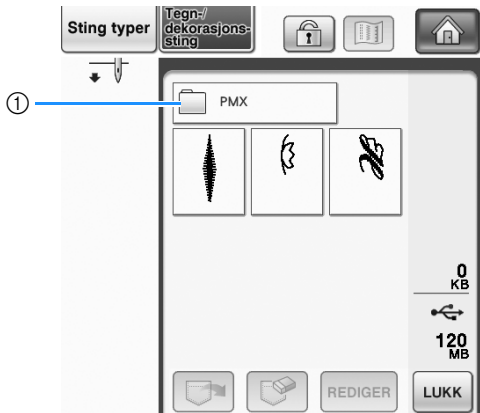 Sting typer
Tegn-/
dekorasjons-
sting
①
PMX
0
KB
120
MB
REDIGER
LUKK